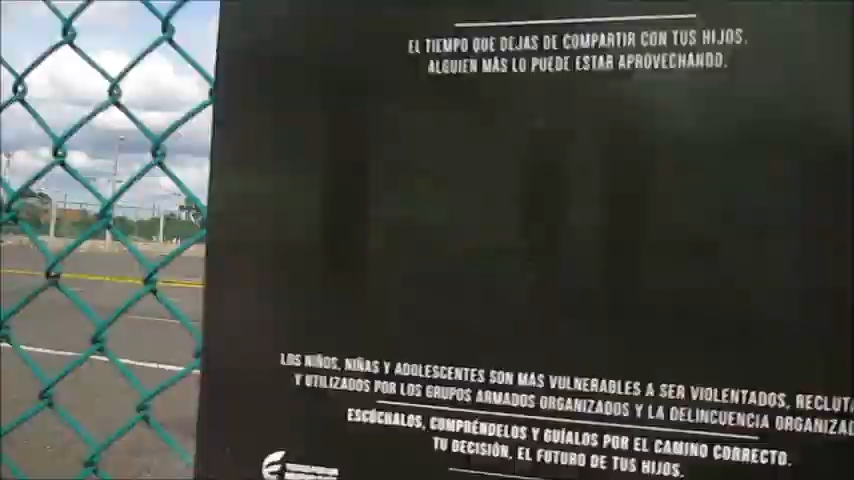 EL TIEMPO QUE DEJAS DE COMPARTIR CON TUS HIJOS,
ALGUIEN MÁS LO PUEDE ESTAR APROVECHANDO.
LOS NIÑOS, NIÑAS Y ADOLESCENTES SON MÁS VULNERABLES A SER VIOLENTADOS, RECLUTA
Y UTILIZADOS POR LOS GRUPOS ARMADOS ORGANIZADOS Y LA DELINCUENCIA ORGANIZAD
ESCÚCHALOS, COMPRÉNDELOS Y GUÍALOS POR EL CAMINO CORRECTO.
TU DECISIÓN, EL FUTURO DE TUS HIJOS.